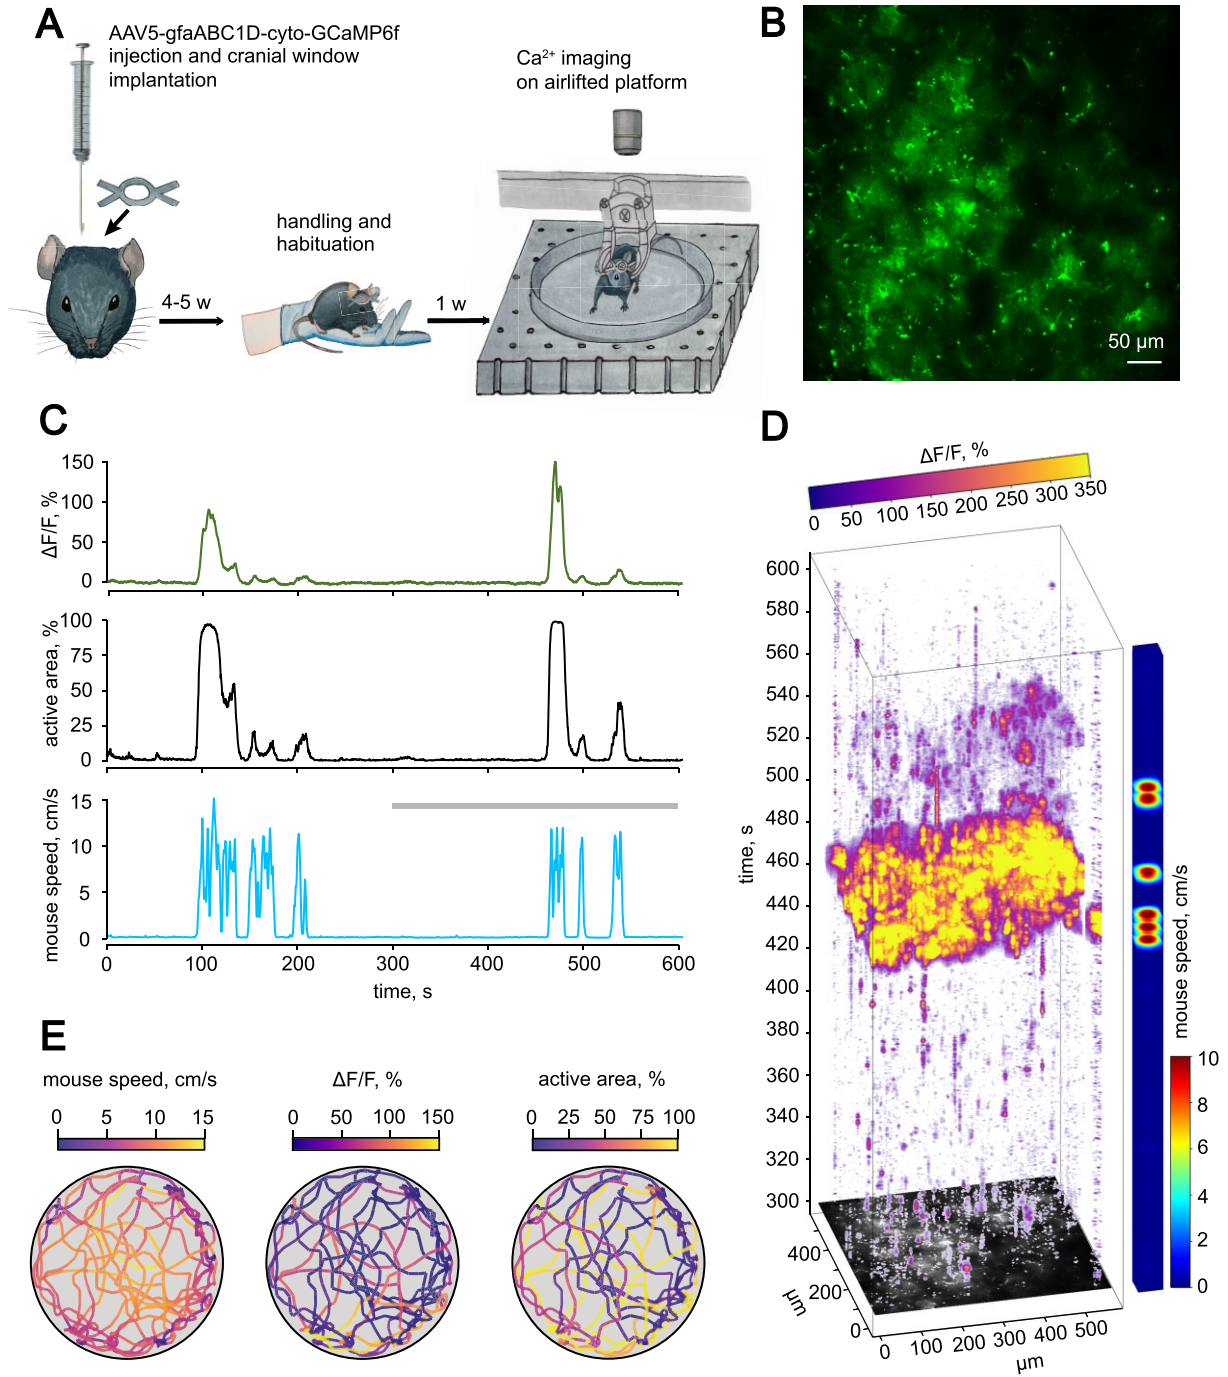 A
AAV5-gfaABC1D-cyto-GCaMP6f
injection and cranial window
implantation
4-5 w
handling and
habituation
1 w
Ca²⁺ imaging
on airlifted platform
B
50 µm
C
ΔF/F, %
150
100
50
0
active area, %
100
75
50
25
0
mouse speed, cm/s
15
10
5
0
0 100 200 300 400 500 600
time, s
D
ΔF/F, %
0 50 100 150 200 250 300 350
time, s
600
580
560
540
520
500
480
460
440
420
400
380
360
340
320
300
400
200
0
µm
0 100 200 300 400 500
µm
mouse speed, cm/s
10
8
6
4
2
0
E
mouse speed, cm/s
0 5 10 15
ΔF/F, %
0 50 100 150
active area, %
0 25 50 75 100